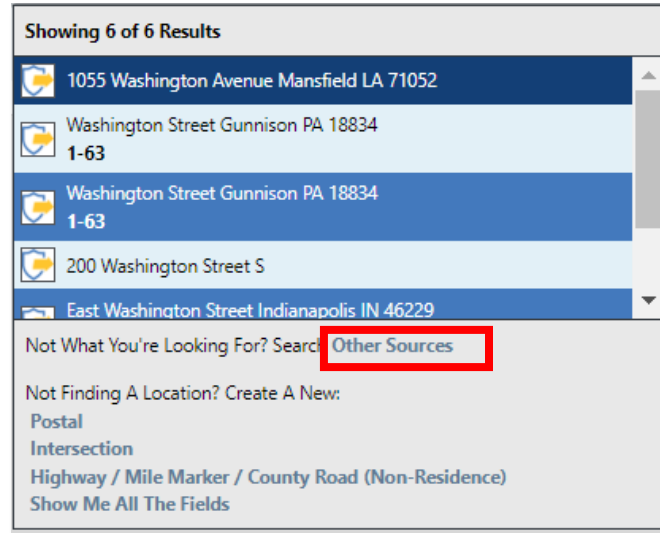 Showing 6 of 6 Results
1055 Washington Avenue Mansfield LA 71052
Washington Street Gunnison PA 18834
1-63
Washington Street Gunnison PA 18834
1-63
200 Washington Street S
East Washington Street Indianapolis IN 46229
Not What You're Looking For? Search Other Sources
Not Finding A Location? Create A New:
Postal
Intersection
Highway / Mile Marker / County Road (Non-Residence)
Show Me All The Fields